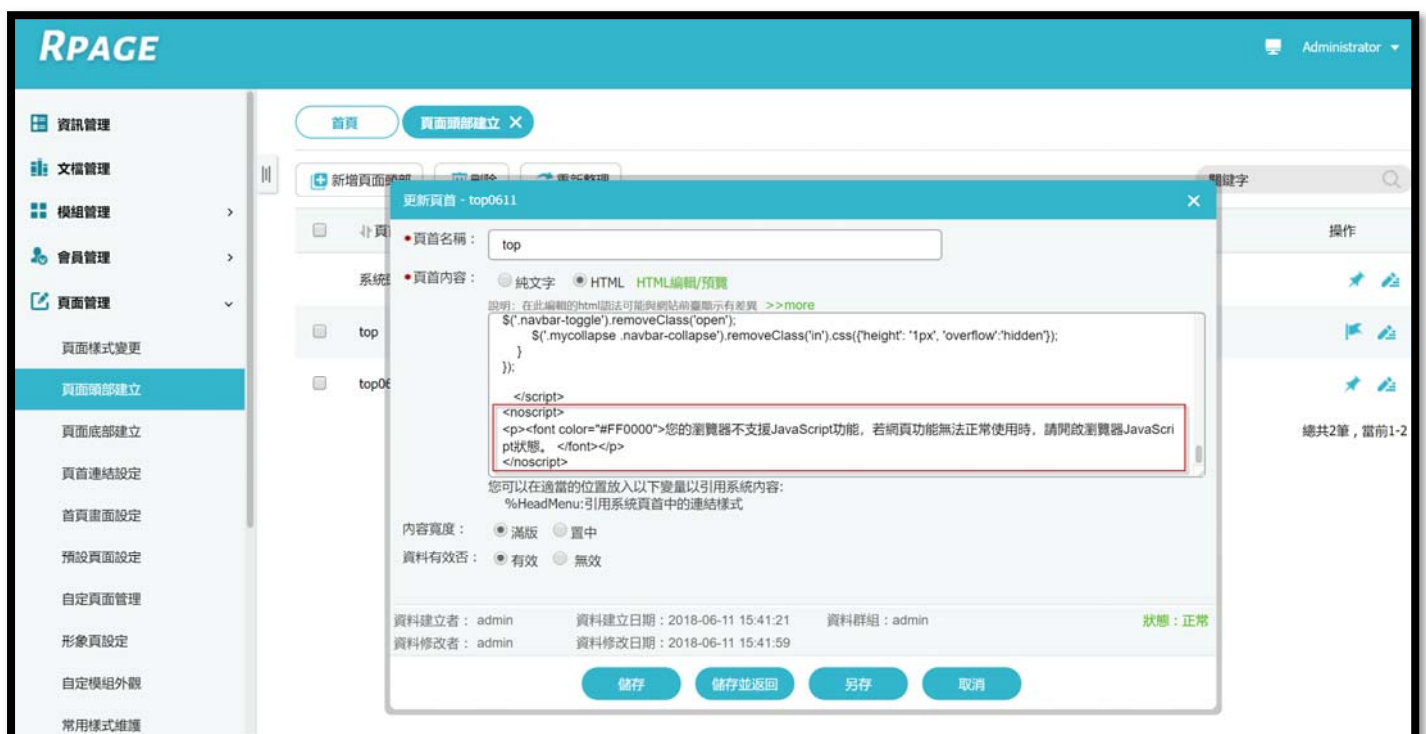 RPAGE
Administrator
資訊管理
文檔管理
模組管理
會員管理
頁面管理
頁面樣式變更
頁面頭部建立
頁面底部建立
頁首連結設定
首頁畫面設定
預設頁面設定
自定頁面管理
形象頁設定
自定模組外觀
常用樣式維護
首頁
頁面頭部建立
新增頁面頭部 刪除 重新整理
關鍵字
頁
操作
系統
top
top06
總共2筆,當前1-2
更新頁首 - top0611
頁首名稱: top
頁首內容: 純文字 HTML HTML編輯/預覽
說明: 在此編輯的html語法可能與網站前臺顯示有差異 >>more
$('.navbar-toggle').removeClass('open');
$('.mycollapse .navbar-collapse').removeClass('in').css({'height': '1px', 'overflow':'hidden'});
}
});
</script>
<noscript>
<p><font color="#FF0000">您的瀏覽器不支援JavaScript功能,若網頁功能無法正常使用時,請開啟瀏覽器JavaScri
pt狀態。 </font></p>
</noscript>
您可以在適當的位置放入以下變量以引用系統內容:
%HeadMenu:引用系統頁首中的連結樣式
內容寬度: 滿版 置中
資料有效否: 有效 無效
資料建立者: admin 資料建立日期:2018-06-11 15:41:21 資料群組:admin 狀態:正常
資料修改者: admin 資料修改日期:2018-06-11 15:41:59
儲存 儲存並返回 另存 取消